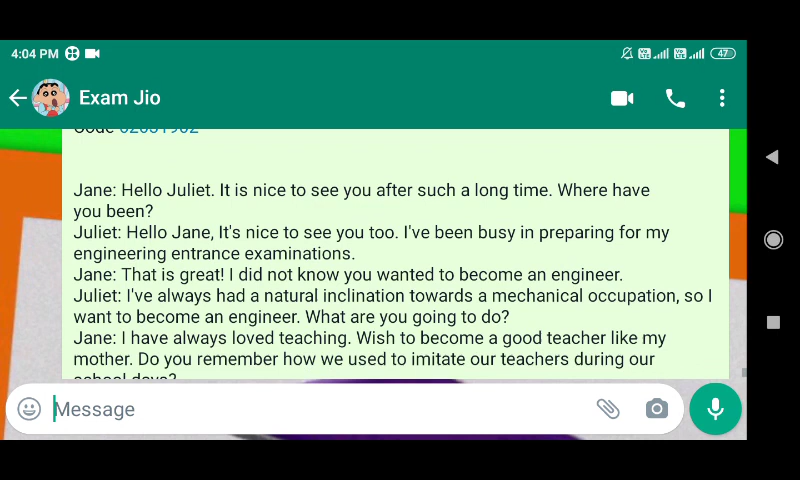 4:04 PM
47
Exam Jio
Jane: Hello Juliet. It is nice to see you after such a long time. Where have
you been?
Juliet: Hello Jane, It's nice to see you too. I've been busy in preparing for my
engineering entrance examinations.
Jane: That is great! I did not know you wanted to become an engineer.
Juliet: I've always had a natural inclination towards a mechanical occupation, so I
want to become an engineer. What are you going to do?
Jane: I have always loved teaching. Wish to become a good teacher like my
mother. Do you remember how we used to imitate our teachers during our
school days?
Message